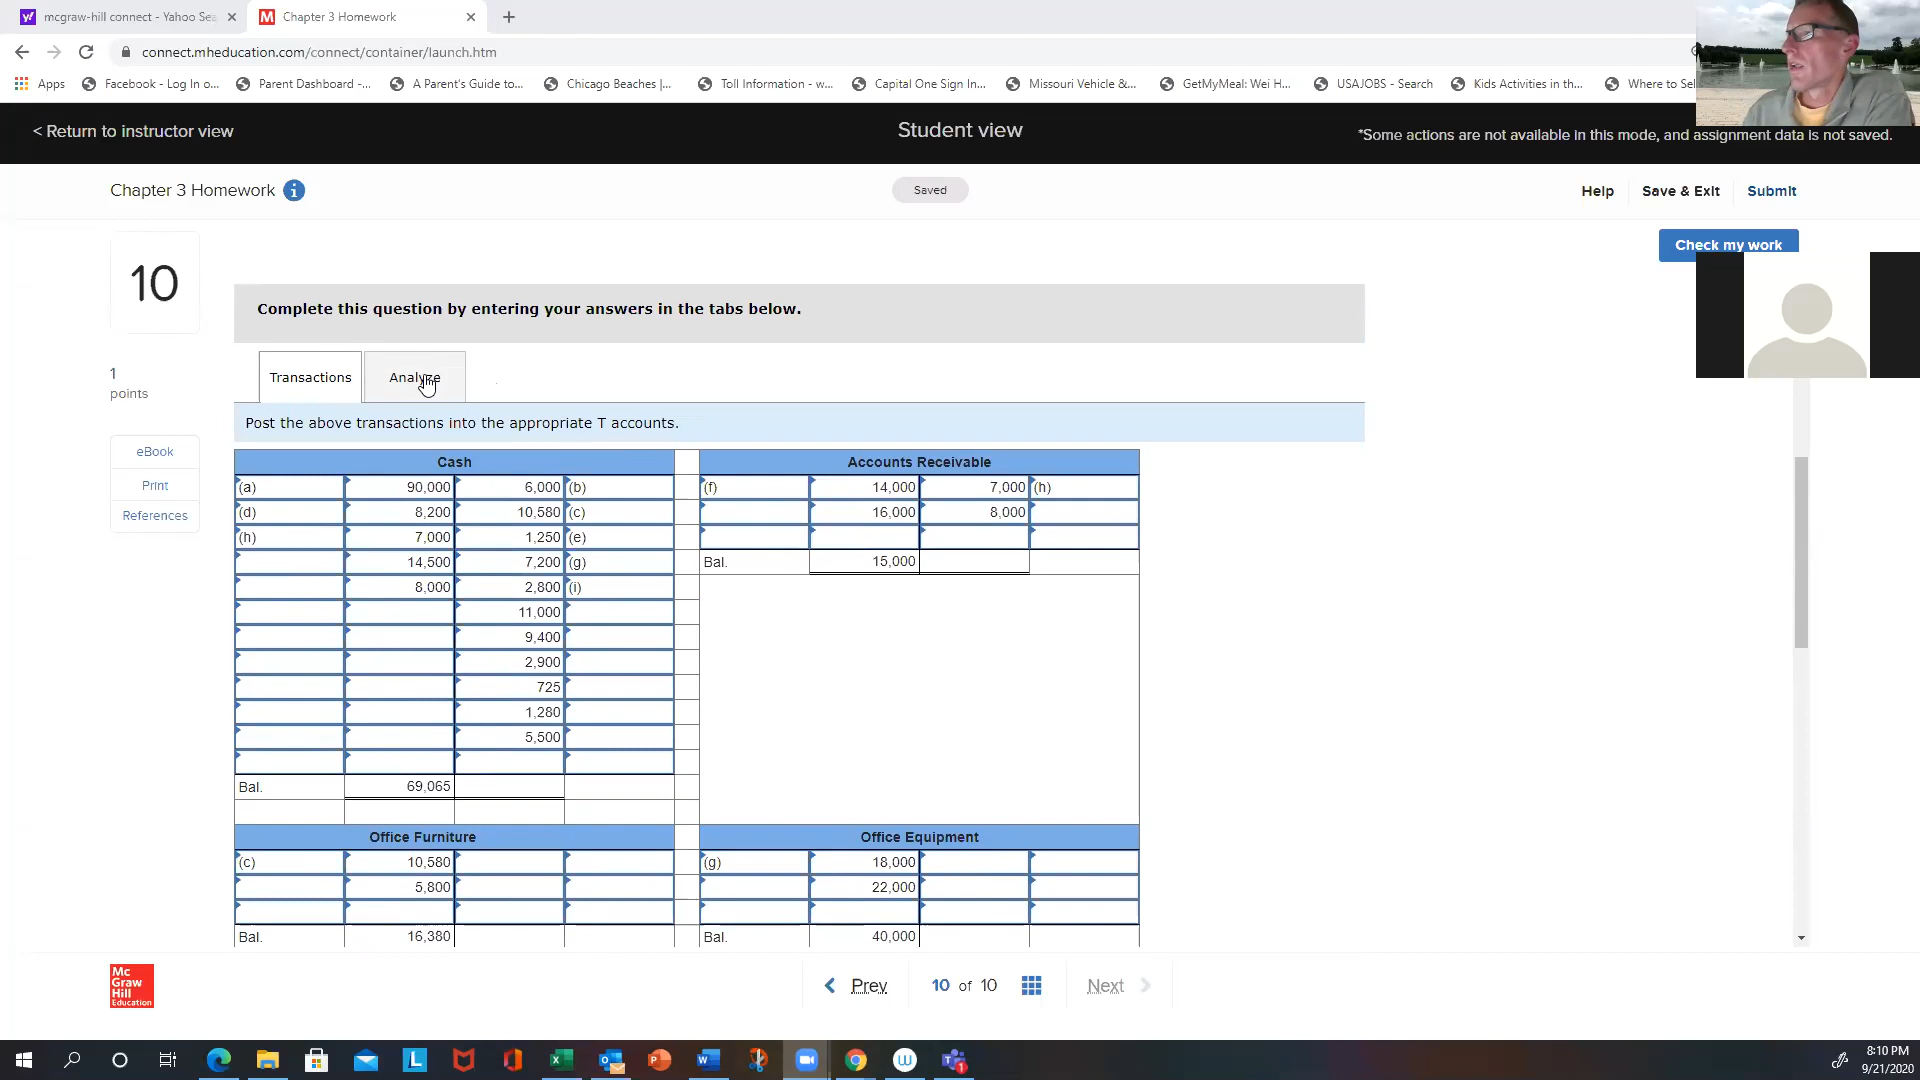 mcgraw-hill connect - Yahoo Sea
Chapter 3 Homework
connect.mheducation.com/connect/container/launch.htm
Apps
Facebook - Log In o...
Parent Dashboard -...
A Parent's Guide to...
Chicago Beaches |...
Toll Information - w...
Capital One Sign In...
Missouri Vehicle &...
GetMyMeal: Wei H...
USAJOBS - Search
Kids Activities in th...
Where to Sel
< Return to instructor view
Student view
*Some actions are not available in this mode, and assignment data is not saved.
Chapter 3 Homework
Saved
Help
Save & Exit
Submit
Check my work
10
1
points
eBook
Print
References
Complete this question by entering your answers in the tabs below.
Transactions
Analyze
Post the above transactions into the appropriate T accounts.
Cash
Accounts Receivable
(a) 90,000 6,000 (b)
(f) 14,000 7,000 (h)
(d) 8,200 10,580 (c)
16,000 8,000
(h) 7,000 1,250 (e)
14,500 7,200 (g)
Bal. 15,000
8,000 2,800 (i)
11,000
9,400
2,900
725
1,280
5,500
Bal. 69,065
Office Furniture
Office Equipment
(c) 10,580
(g) 18,000
5,800
22,000
Bal. 16,380
Bal. 40,000
Mc
Graw
Hill
Education
Prev
10 of 10
Next
8:10 PM
9/21/2020